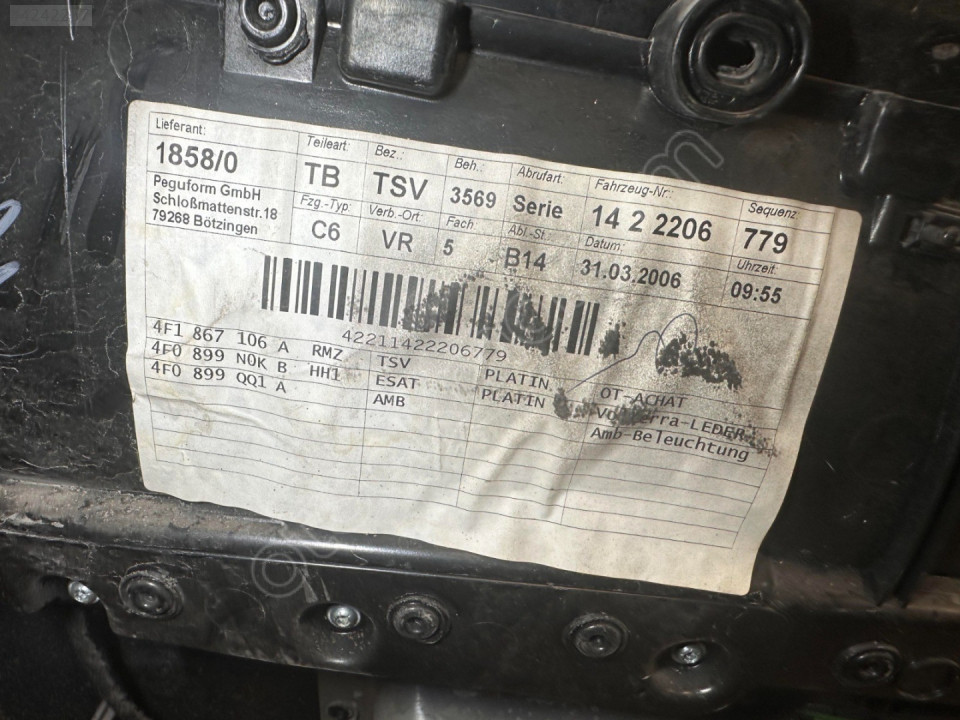 Lieferant: Teileart: Bez.: Beh.: Abrufart: Fahrzeug-Nr.: Sequenz
1858/0 TB TSV 3569 Serie 14 2 2206 779
Peguform GmbH
Schloßmattenstr.18
79268 Bötzingen
Fzg.-Typ: Verb.-Ort: Fach Abl.-St.: Datum: Uhrzeit:
C6 VR 5 B14 31.03.2006 09:55
42211422206779
4F1 867 106 A RMZ TSV PLATIN OT-ACHAT
4F0 899 N0K B HH1 ESAT PLATIN -LEDER
4F0 899 QQ1 A AMB Amb-Beleuchtung